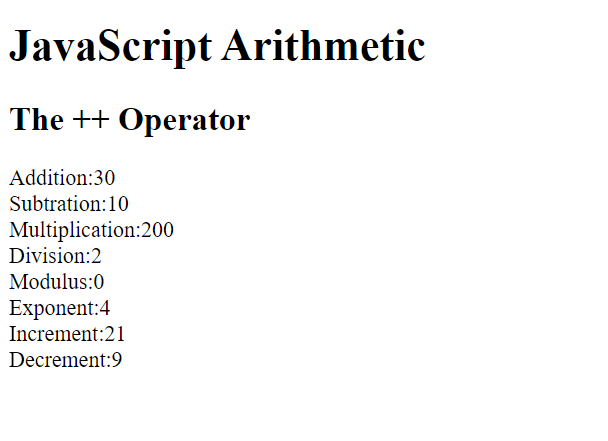 JavaScript Arithmetic
The ++ Operator
Addition:30
Subtration:10
Multiplication:200
Division:2
Modulus:0
Exponent:4
Increment:21
Decrement:9